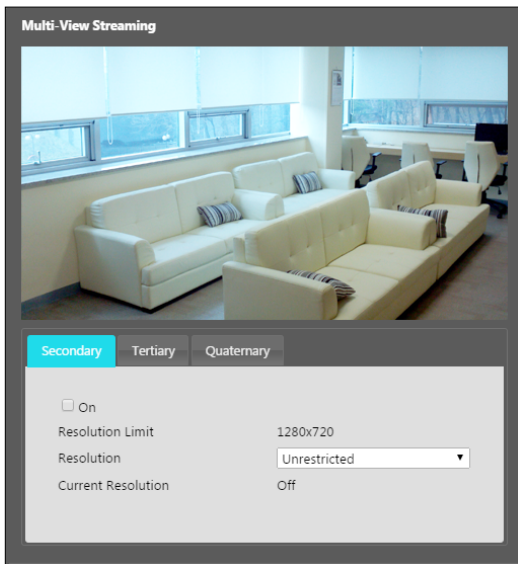 Multi-View Streaming
Secondary Tertiary Quaternary
On
Resolution Limit 1280x720
Resolution Unrestricted
Current Resolution Off